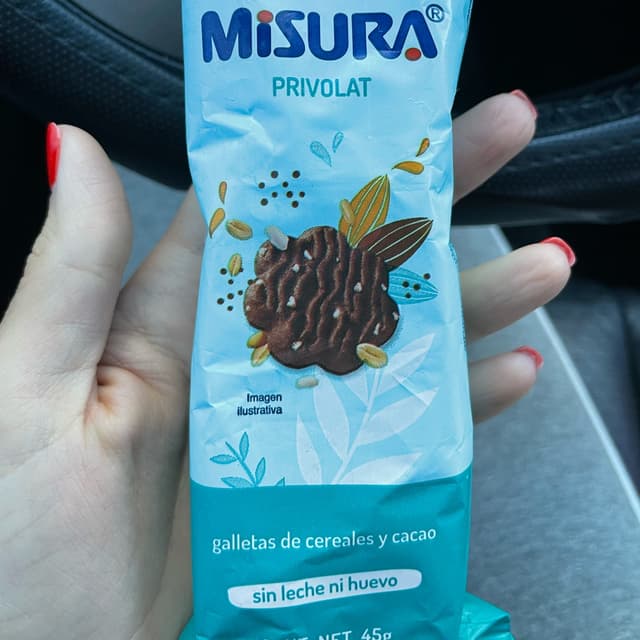 MiSURA®
PRIVOLAT
Imagen
ilustrativa
galletas de cereales y cacao
sin leche ni huevo
NET. 45g